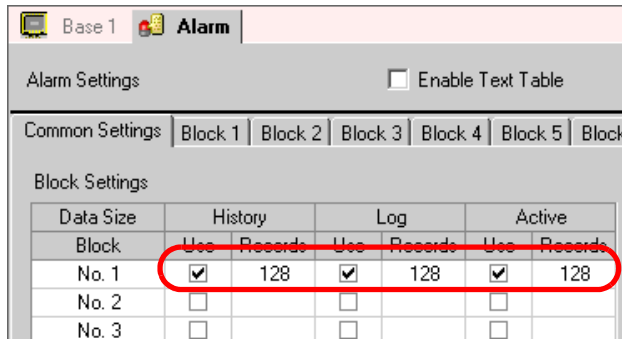 Base 1 Alarm
Alarm Settings Enable Text Table
Common Settings Block 1 Block 2 Block 3 Block 4 Block 5 Block
Block Settings
Data Size History Log Active
Block Use Records Use Records Use Records
No. 1 128 128 128
No. 2
No. 3